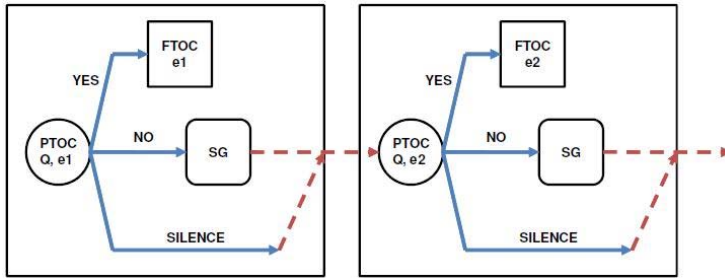 FTOC
e1
YES
PTOC
Q, e1
NO
SG
SILENCE
FTOC
e2
YES
PTOC
Q, e2
NO
SG
SILENCE